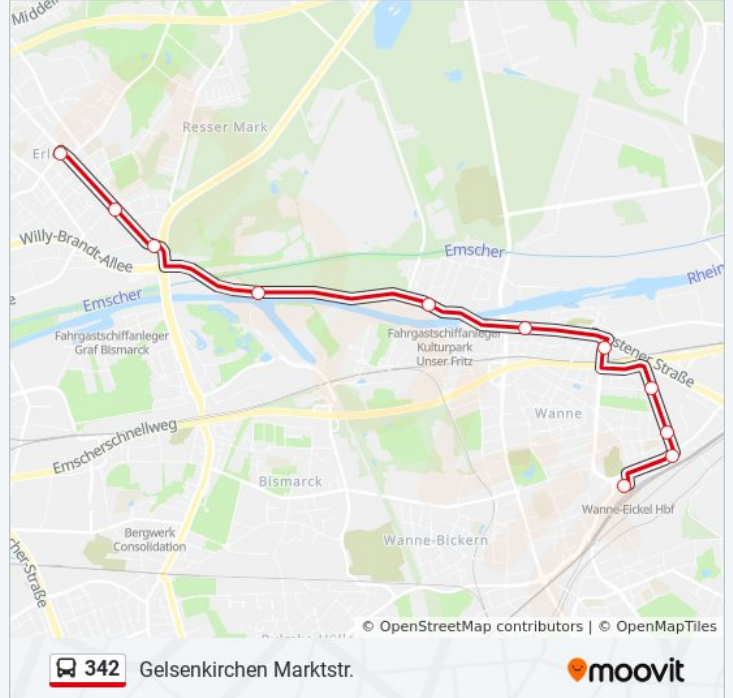 Middel
Resser Mark
Erl
Willy-Brandt-Allee
Emscher
Rhein
e
Emscher
Fahrgastschiffanleger
Graf Bismarck
Fahrgastschiffanleger
Kulturpark
Unser Fritz
stener Straße
Wanne
Emscherschnellweg
Bismarck
Wanne-Eickel Hbf
Bergwerk
Consolidation
Wanne-Bickern
cher-Straße
© OpenStreetMap contributors | © OpenMapTiles
342 Gelsenkirchen Marktstr.
moovit